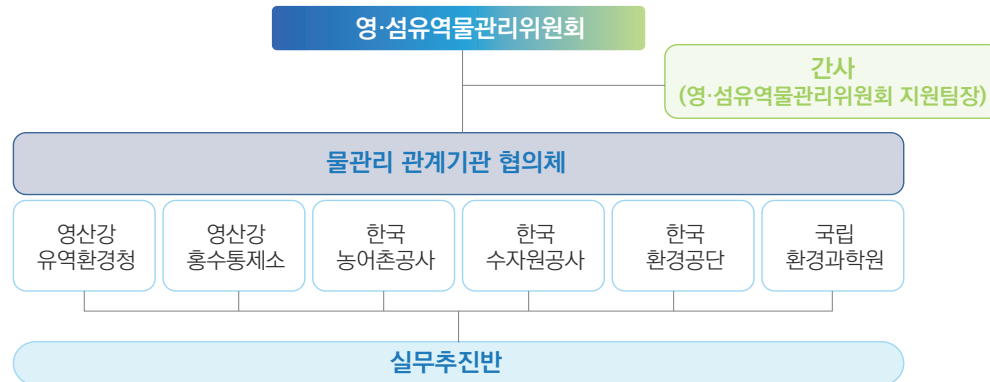 영·섬유역물관리위원회
간사
(영·섬유역물관리위원회 지원팀장)
물관리 관계기관 협의체
영산강
유역환경청
영산강
홍수통제소
한국
농어촌공사
한국
수자원공사
한국
환경공단
국립
환경과학원
실무추진반